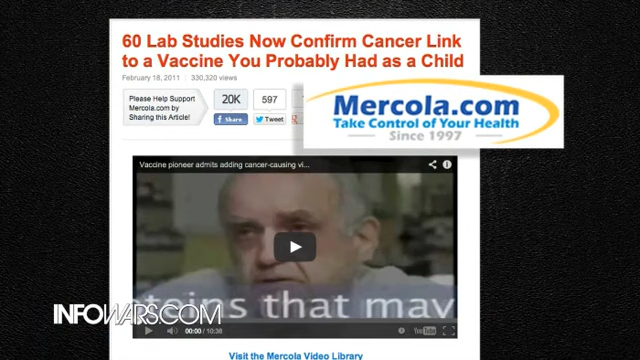 60 Lab Studies Now Confirm Cancer Link
to a Vaccine You Probably Had as a Child
February 18, 2011 | 330,320 views
Please Help Support
Mercola.com by
Sharing this Article!
20K
597
Share
Tweet
Mercola.com
Take Control of Your Health
Since 1997
Vaccine pioneer admits adding cancer-causing vi...
oteins that may
INFOWARS.COM
00:00 / 10:36
YouTube
Visit the Mercola Video Library